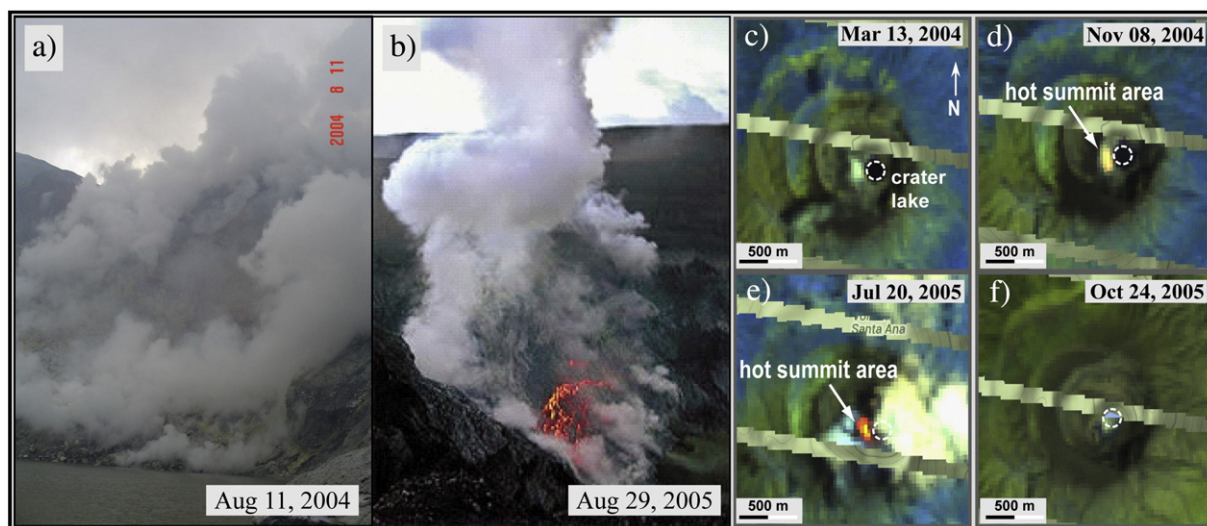 a)
2004 8 11
Aug 11, 2004
b)
Aug 29, 2005
c)
Mar 13, 2004
N
crater
lake
500 m
d)
Nov 08, 2004
hot summit area
500 m
e)
Jul 20, 2005
Santa Ana
hot summit area
500 m
f)
Oct 24, 2005
500 m